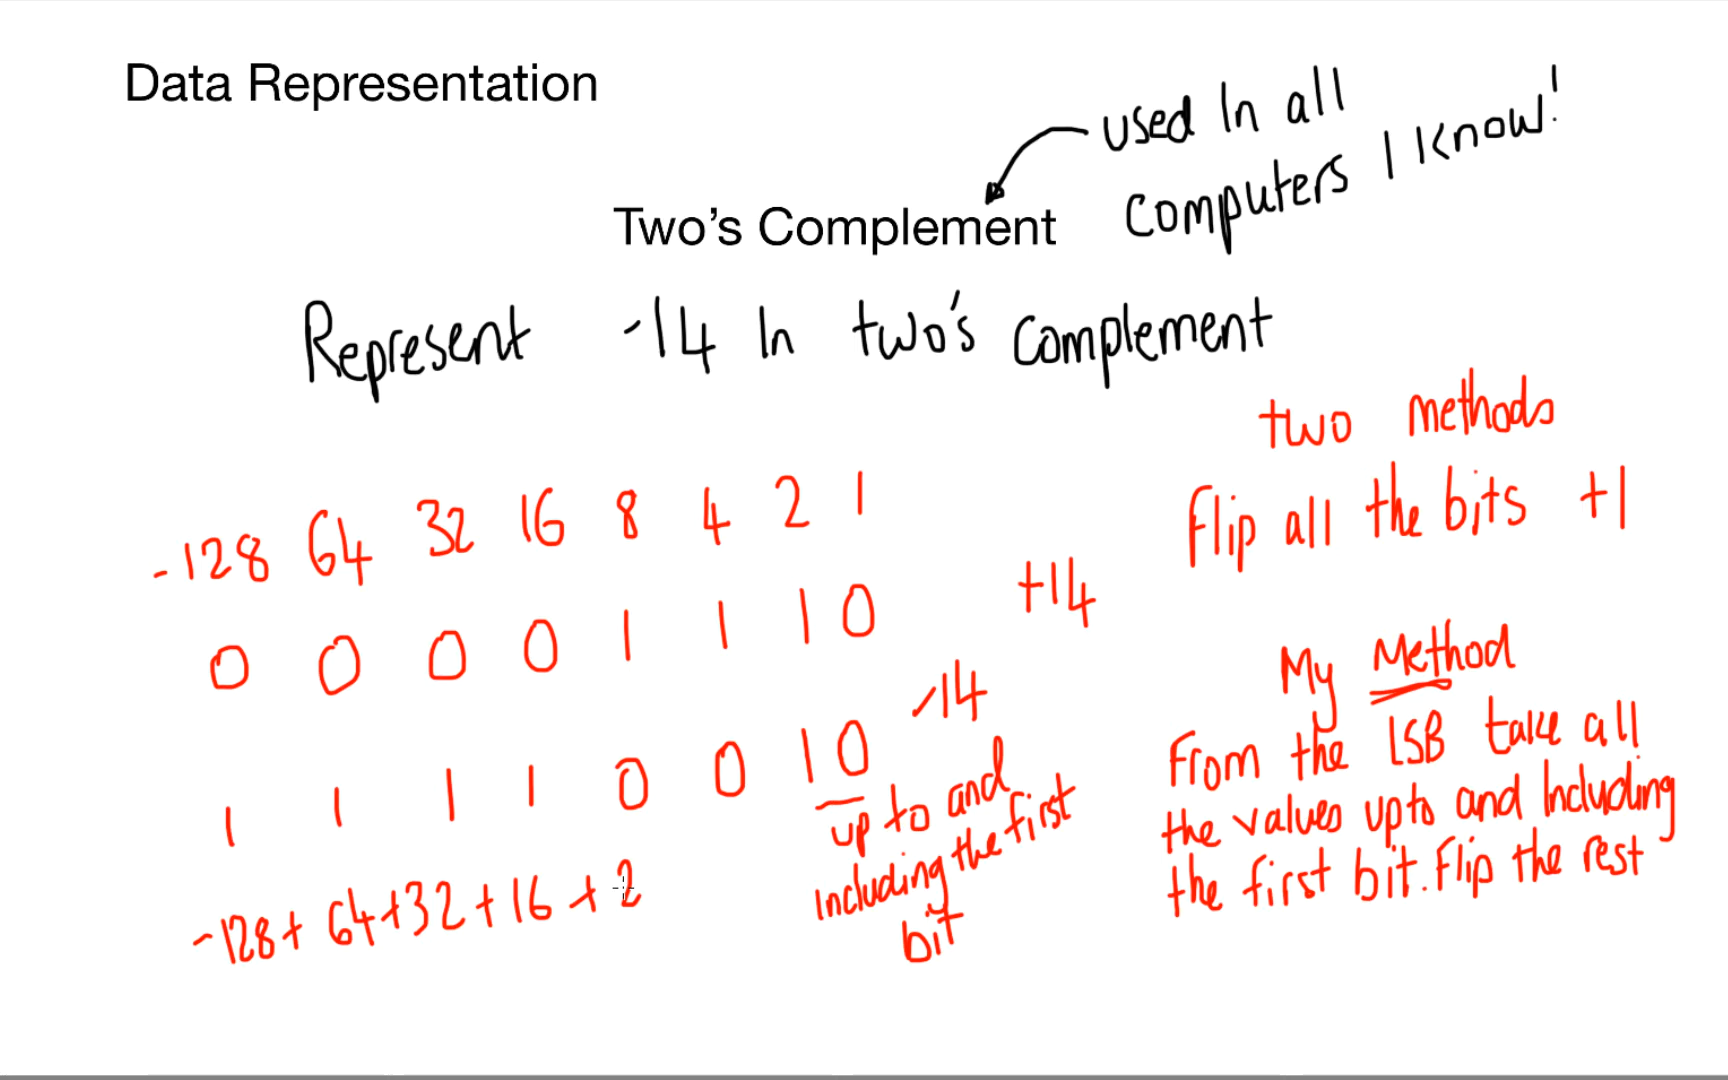 Data Representation
used In all
computers I know!
Two's Complement
Represent -14 In two's complement
two methods
Flip all the bits +1
-128 64 32 16 8 4 2 1
0 0 0 0 1 1 1 0 +14
1 1 1 1 0 0 1 0 -14
up to and
Including the first
bit
-128 + 64 + 32 + 16 + 2
My Method
From the LSB take all
the values upto and Including
the first bit. Flip the rest